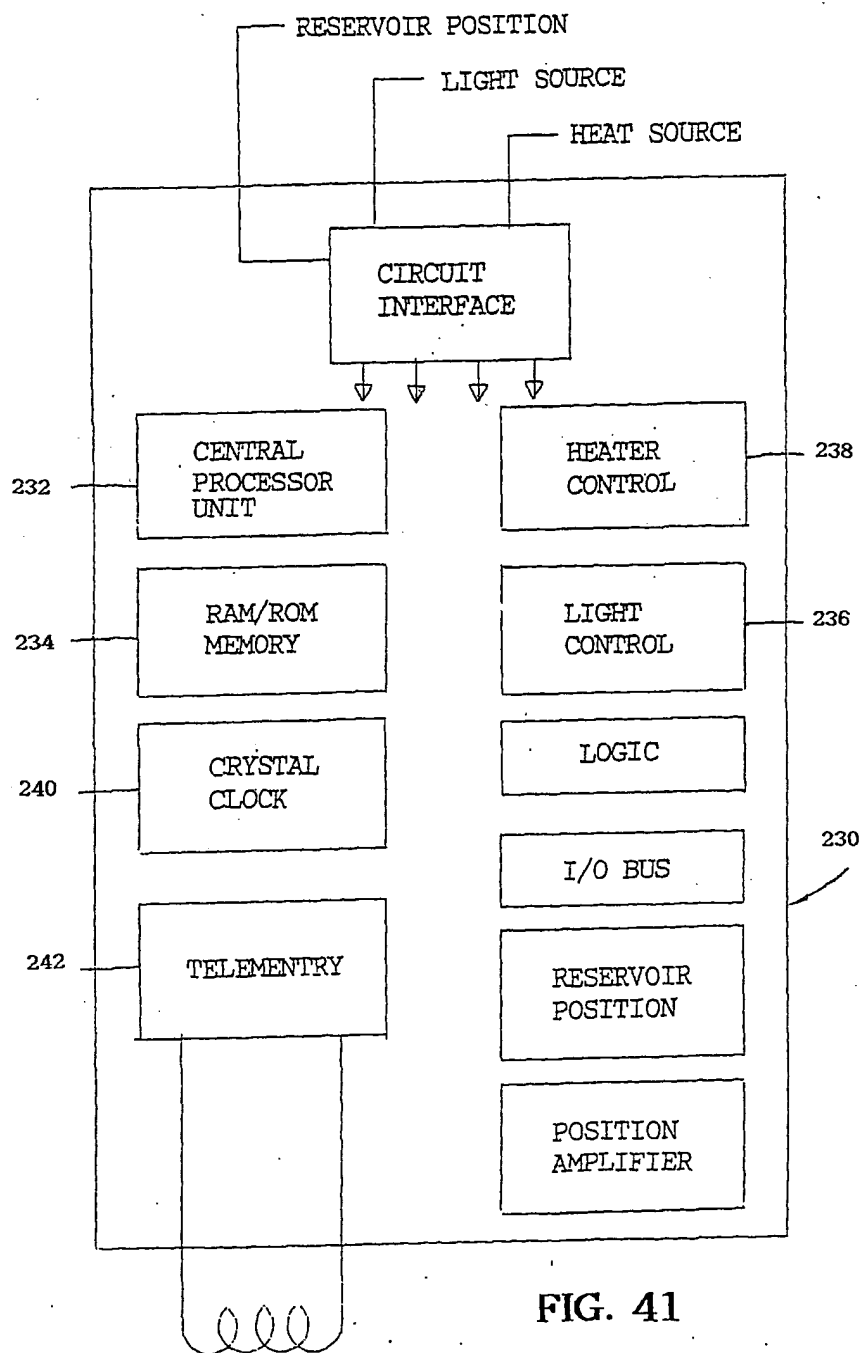 RESERVOIR POSITION
LIGHT SOURCE
HEAT SOURCE
CIRCUIT
INTERFACE
CENTRAL
PROCESSOR
UNIT
232
HEATER
CONTROL
238
RAM/ROM
MEMORY
234
LIGHT
CONTROL
236
CRYSTAL
CLOCK
240
LOGIC
I/O BUS
230
TELEMENTRY
242
RESERVOIR
POSITION
POSITION
AMPLIFIER
FIG. 41